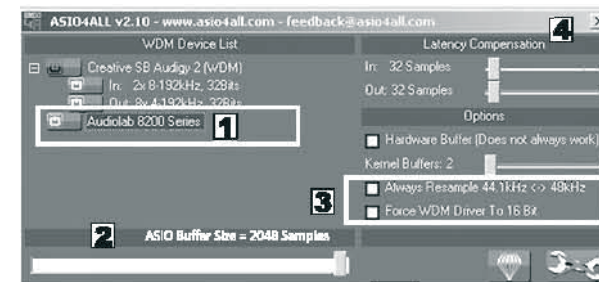 ASIO4ALL v2.10 - www.asio4all.com - feedback@asio4all.com
4
WDM Device List
Creative SB Audigy 2 (WDM)
In: 2x 8-192kHz, 32Bits
Out: 8x 4-192kHz, 32Bits
Audiolab 8200 Series
1
2
ASIO Buffer Size = 2048 Samples
Latency Compensation
In: 32 Samples
Out: 32 Samples
Options
Hardware Buffer (Does not always work)
Kernel Buffers: 2
3
Always Resample 44.1kHz <-> 48kHz
Force WDM Driver To 16 Bit